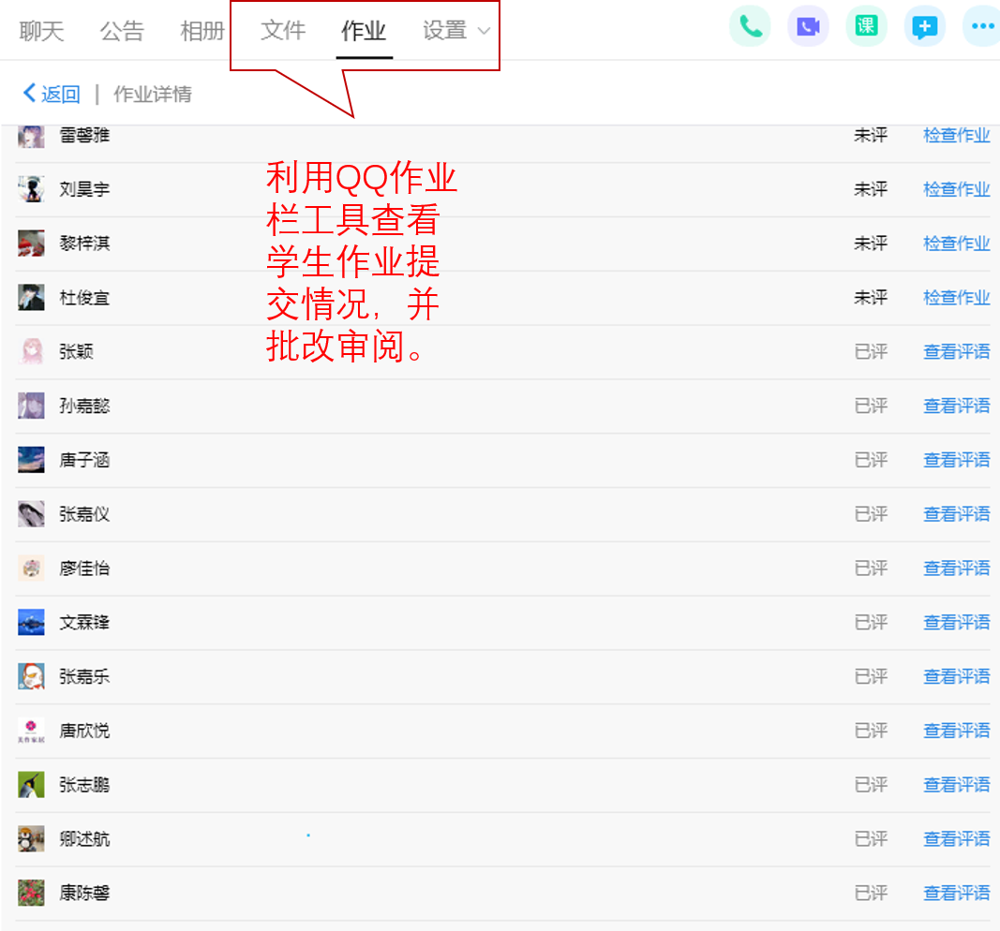 聊天 公告 相册 文件 作业 设置
课
返回 | 作业详情
雷馨雅 未评 检查作业
刘昊宇 未评 检查作业
黎梓淇 未评 检查作业
杜俊宜 未评 检查作业
张颖 已评 查看评语
孙嘉懿 已评 查看评语
唐子涵 已评 查看评语
张嘉仪 已评 查看评语
廖佳怡 已评 查看评语
文霖锋 已评 查看评语
张嘉乐 已评 查看评语
唐欣悦 已评 查看评语
张志鹏 已评 查看评语
卿述航 已评 查看评语
康陈馨 已评 查看评语
利用QQ作业
栏工具查看
学生作业提
交情况，并
批改审阅。